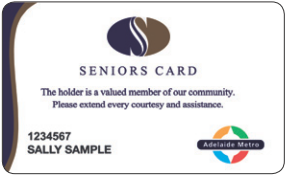 SENIORS CARD
The holder is a valued member of our community.
Please extend every courtesy and assistance.
1234567
SALLY SAMPLE
Adelaide Metro